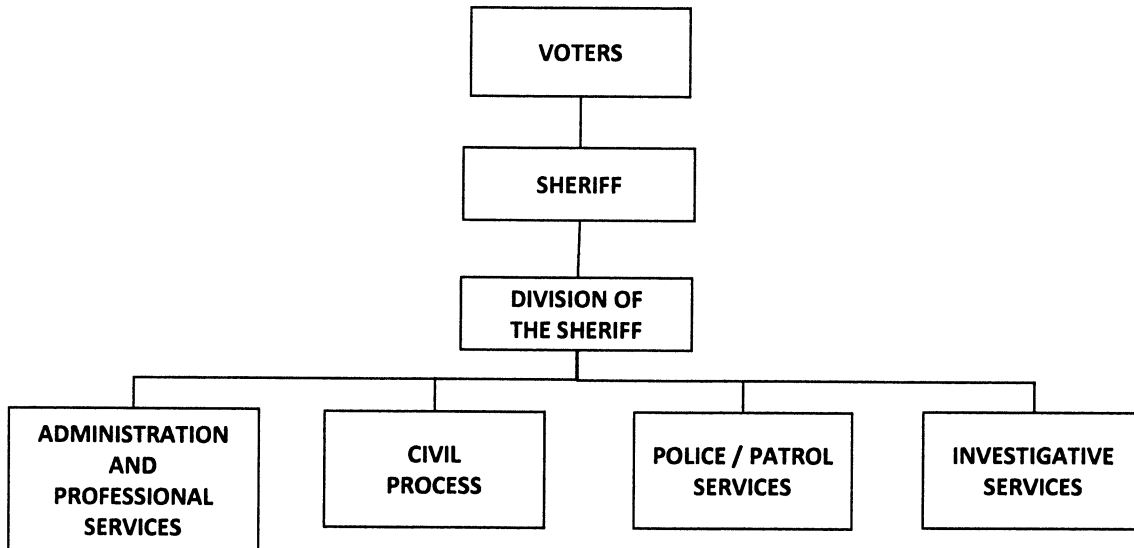 VOTERS
SHERIFF
DIVISION OF
THE SHERIFF
ADMINISTRATION
AND
PROFESSIONAL
SERVICES
CIVIL
PROCESS
POLICE / PATROL
SERVICES
INVESTIGATIVE
SERVICES